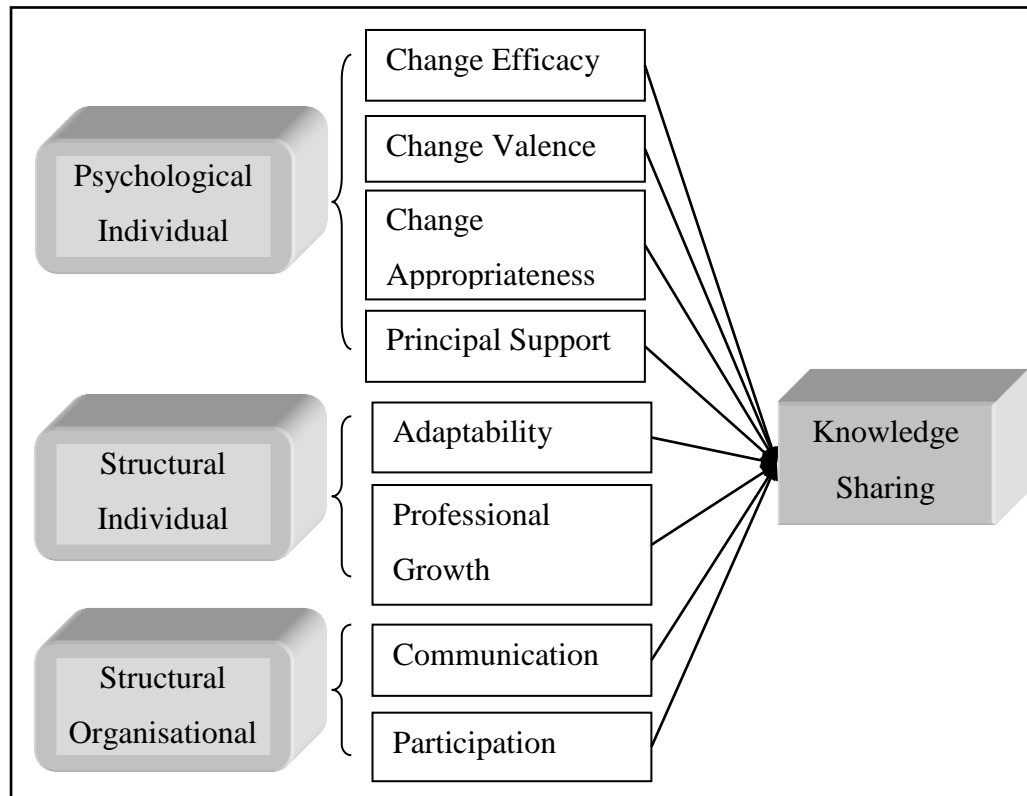 Psychological
Individual
Change Efficacy
Change Valence
Change
Appropriateness
Principal Support
Structural
Individual
Adaptability
Professional
Growth
Structural
Organisational
Communication
Participation
Knowledge
Sharing